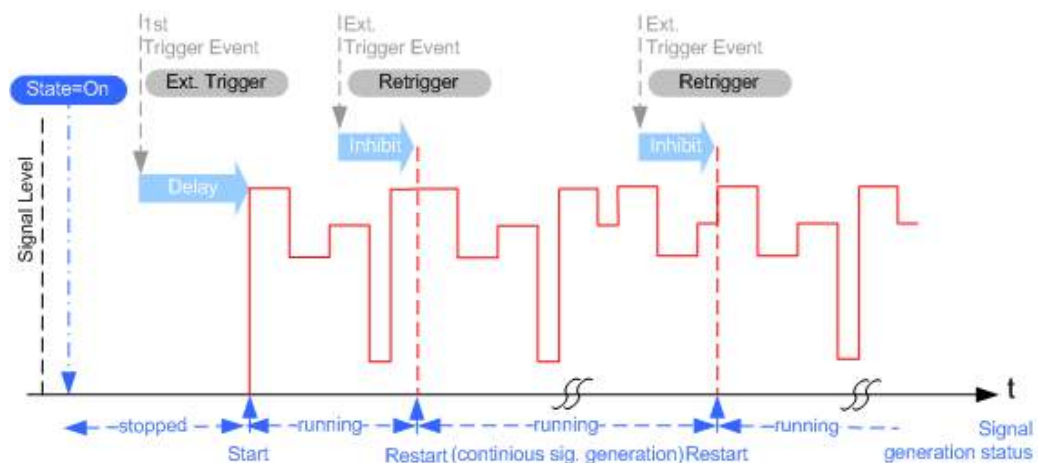 1st
Trigger Event
Ext.
Trigger Event
Ext.
Trigger Event
State=On
Ext. Trigger
Retrigger
Retrigger
Inhibit
Inhibit
Delay
Signal Level
t
stopped
running
running
running
Signal
generation status
Start
Restart (continious sig. generation) Restart